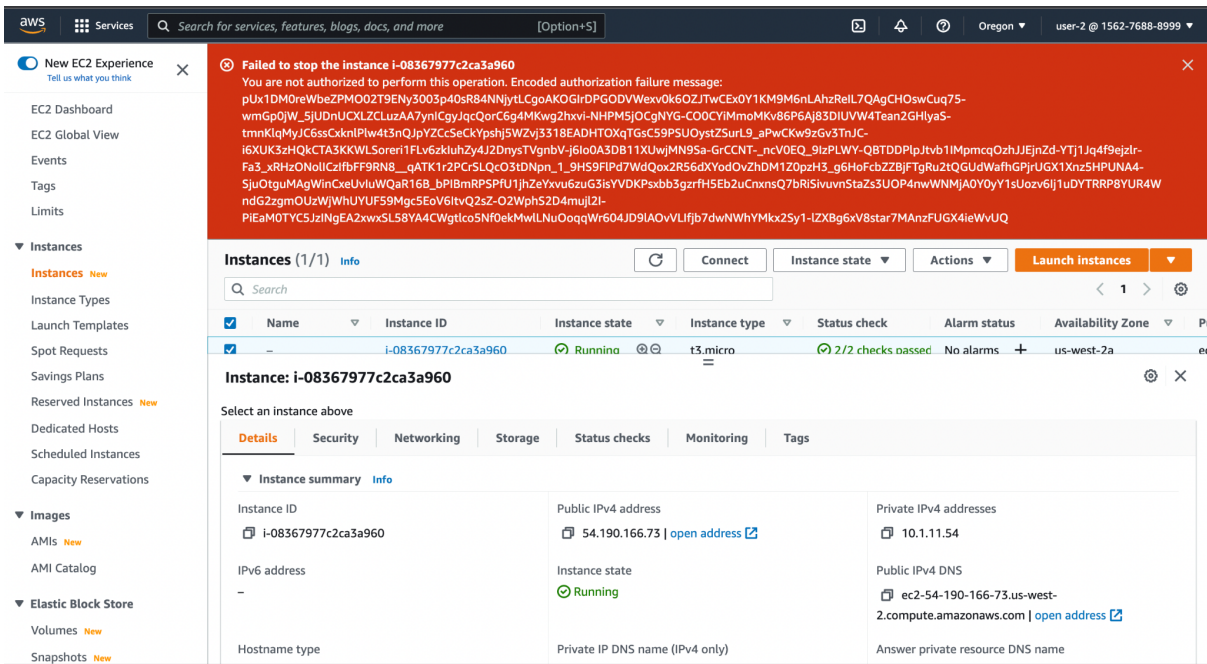 aws Services Search for services, features, blogs, docs, and more [Option+S] Oregon ▼ user-2 @ 1562-7688-8999 ▼
New EC2 Experience
Tell us what you think
EC2 Dashboard
EC2 Global View
Events
Tags
Limits
Instances
Instances New
Instance Types
Launch Templates
Spot Requests
Savings Plans
Reserved Instances New
Dedicated Hosts
Scheduled Instances
Capacity Reservations
Images
AMIs New
AMI Catalog
Elastic Block Store
Volumes New
Snapshots New
Failed to stop the instance i-08367977c2ca3a960
You are not authorized to perform this operation. Encoded authorization failure message:
Instances (1/1) Info Connect Instance state ▼ Actions ▼ Launch instances ▼
Search < 1 >
Name Instance ID Instance state Instance type Status check Alarm status Availability Zone
– i-08367977c2ca3a960 Running t3.micro 2/2 checks passed No alarms + us-west-2a
Instance: i-08367977c2ca3a960
Select an instance above
Details Security Networking Storage Status checks Monitoring Tags
Instance summary Info
Instance ID Public IPv4 address Private IPv4 addresses
i-08367977c2ca3a960 54.190.166.73 | open address 10.1.11.54
IPv6 address Instance state Public IPv4 DNS
– Running ec2-54-190-166-73.us-west-
2.compute.amazonaws.com | open address
Hostname type Private IP DNS name (IPv4 only) Answer private resource DNS name